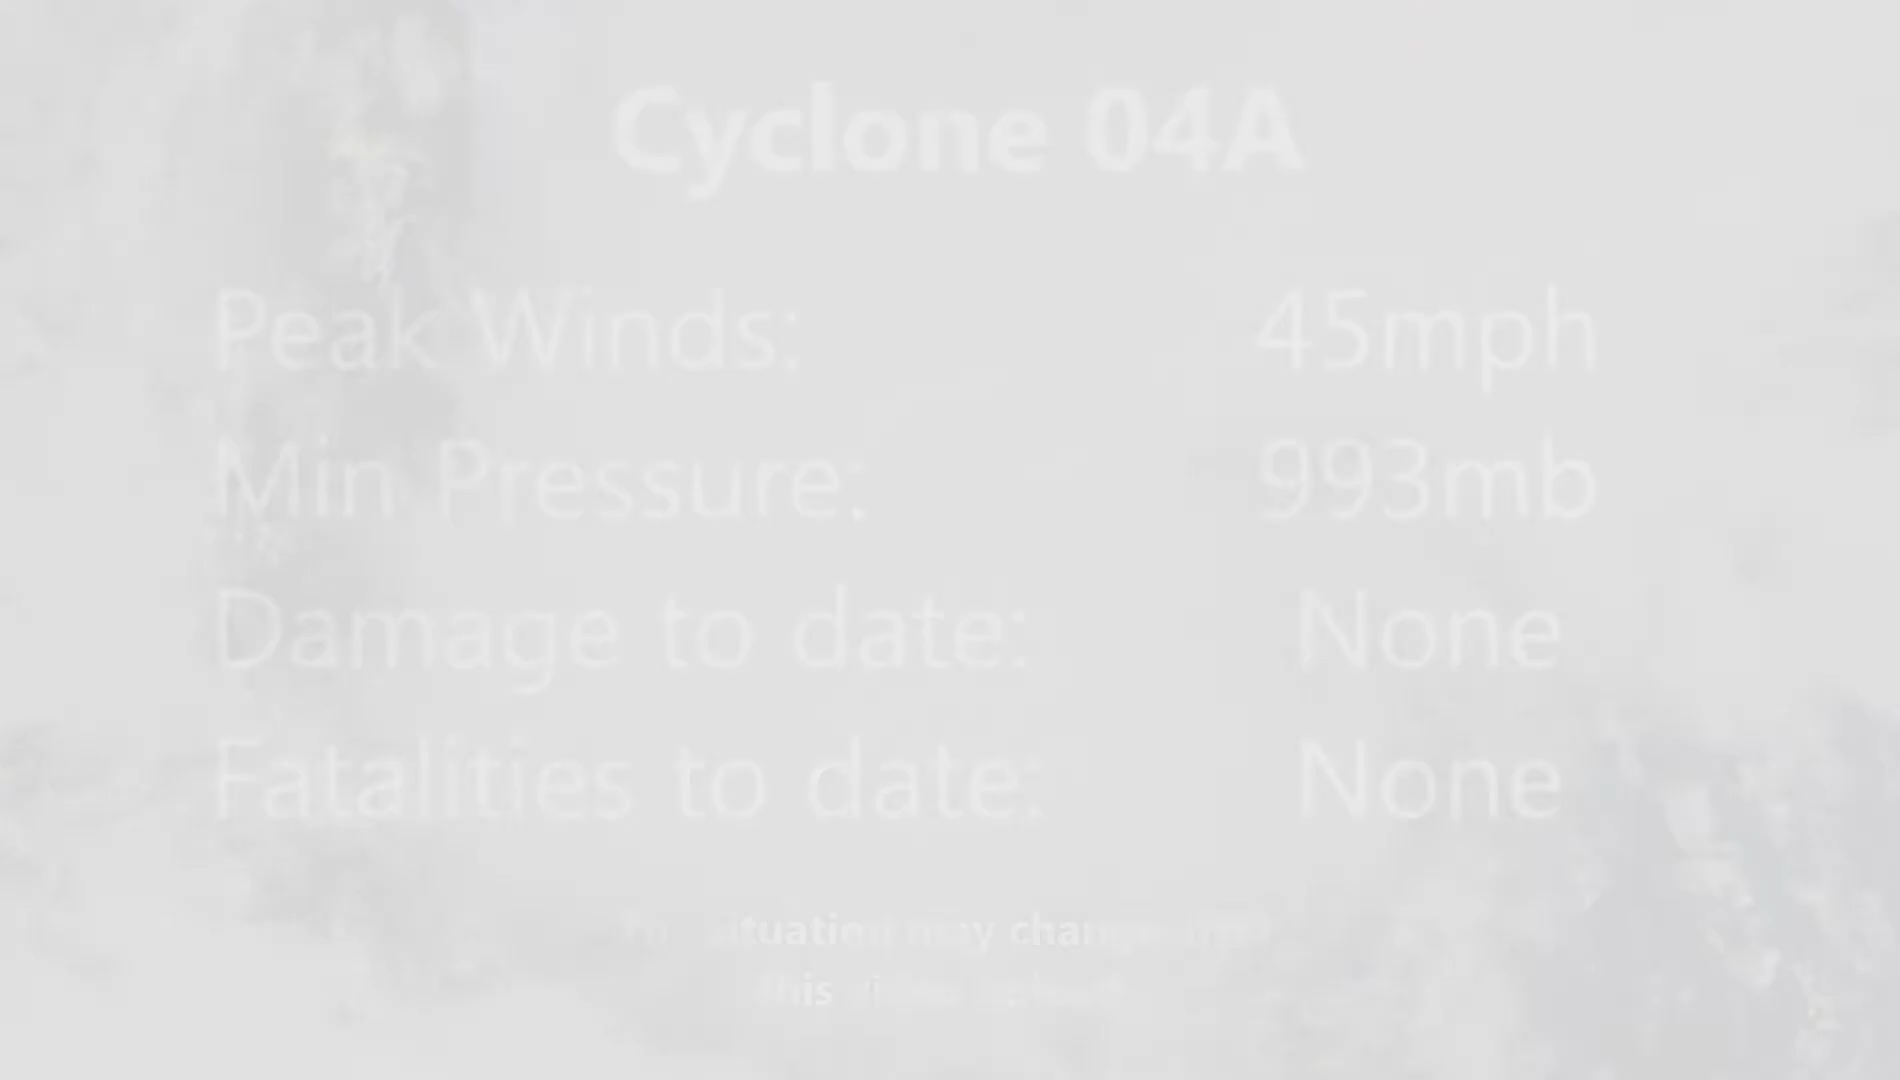 Cyclone 04A
Peak Winds: 45mph
Min Pressure: 993mb
Damage to date: None
Fatalities to date: None
situation may change
this